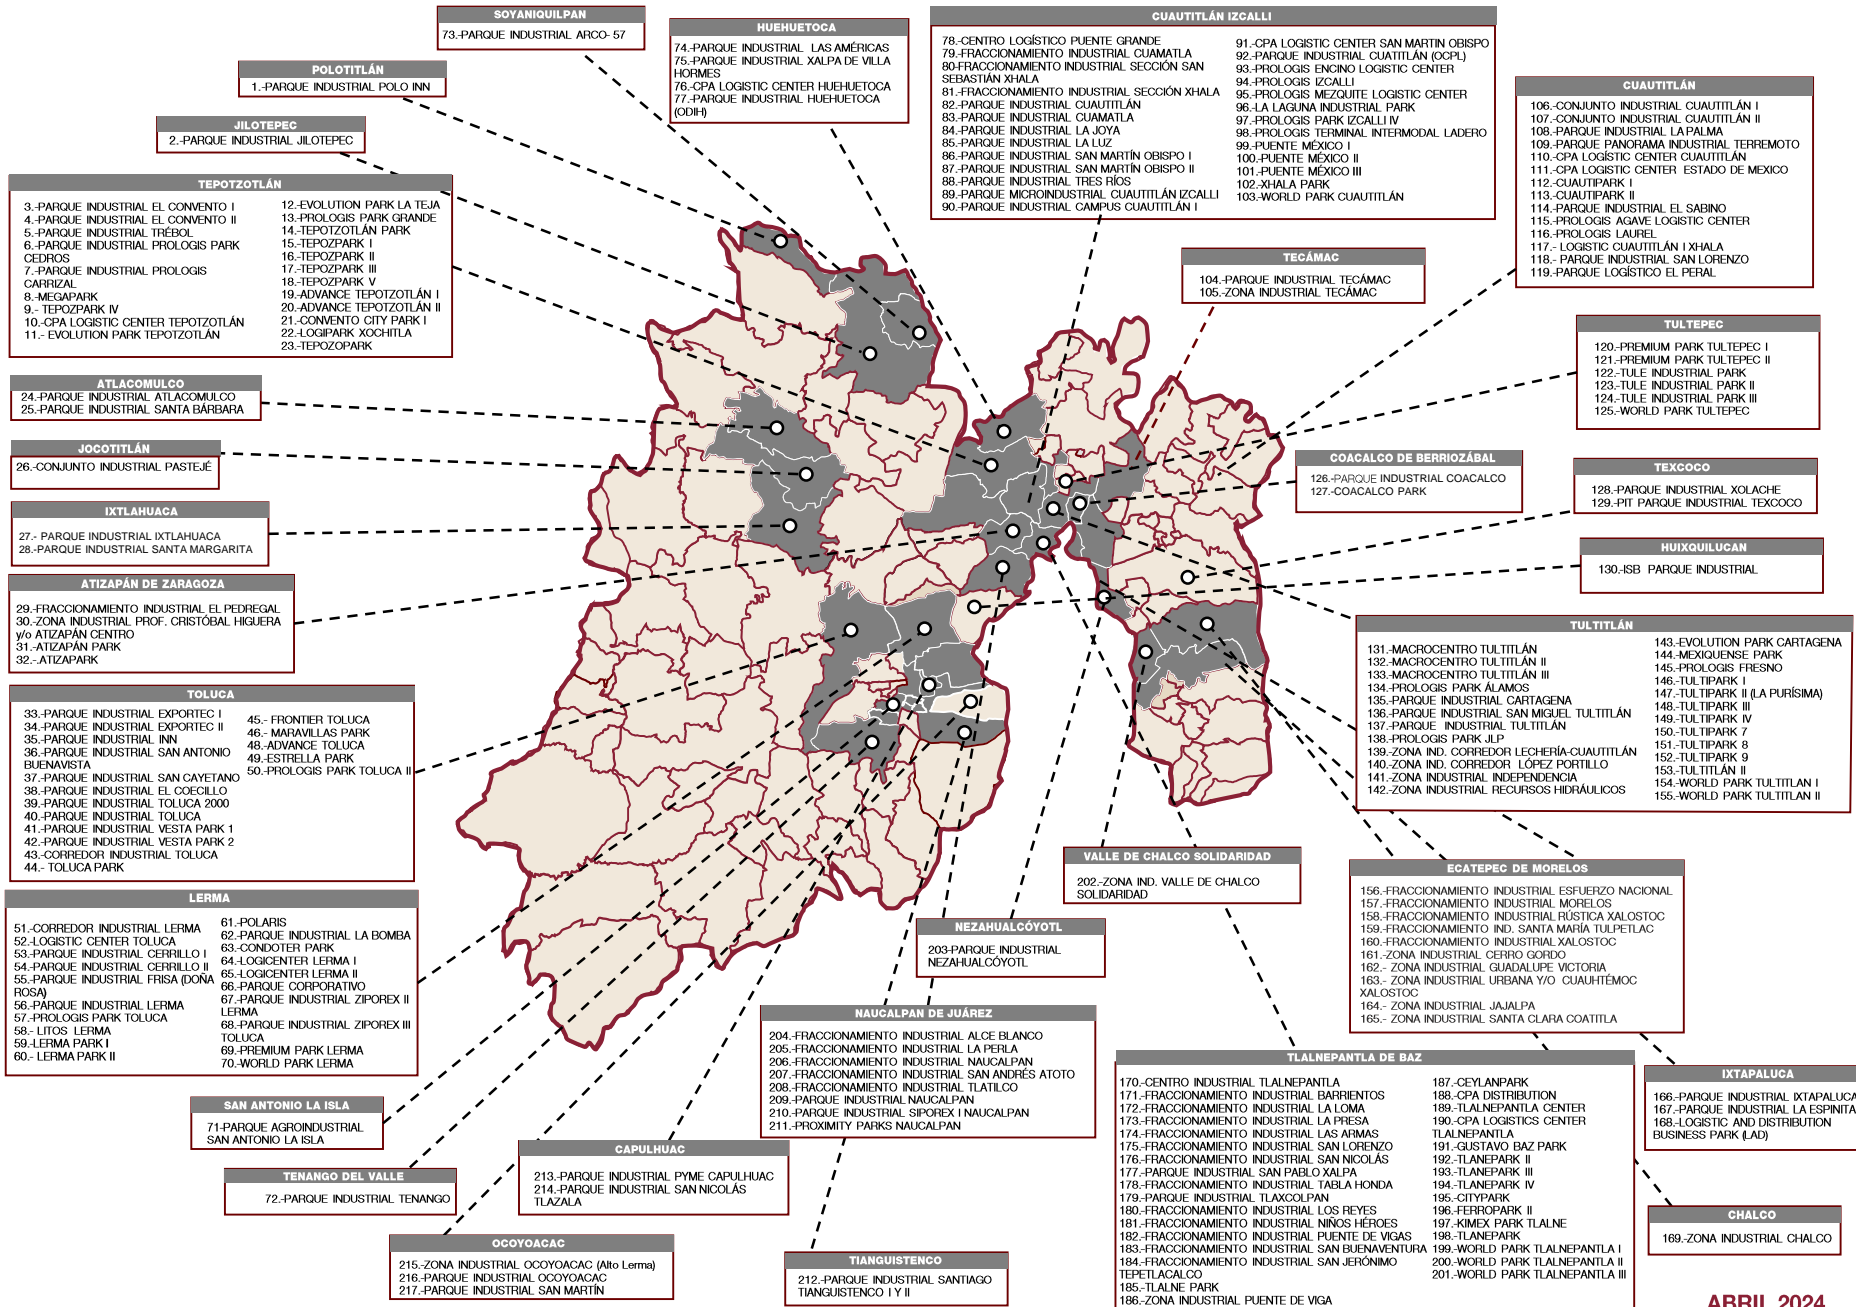 SOYANIQUILPAN
73.-PARQUE INDUSTRIAL ARCO- 57
HUEHUETOCA
74.-PARQUE INDUSTRIAL LAS AMÉRICAS
75.-PARQUE INDUSTRIAL XALPA DE VILLA
HORMES
76.-CPA LOGISTIC CENTER HUEHUETOCA
77.-PARQUE INDUSTRIAL HUEHUETOCA
(ODIH)
CUAUTITLÁN IZCALLI
78.-CENTRO LOGÍSTICO PUENTE GRANDE
79.-FRACCIONAMIENTO INDUSTRIAL CUAMATLA
80-FRACCIONAMIENTO INDUSTRIAL SECCIÓN SAN
SEBASTIÁN XHALA
81.-FRACCIONAMIENTO INDUSTRIAL SECCIÓN XHALA
82.-PARQUE INDUSTRIAL CUAUTITLÁN
83.-PARQUE INDUSTRIAL CUAMATLA
84.-PARQUE INDUSTRIAL LA JOYA
85.-PARQUE INDUSTRIAL LA LUZ
86.-PARQUE INDUSTRIAL SAN MARTÍN OBISPO I
87.-PARQUE INDUSTRIAL SAN MARTÍN OBISPO II
88.-PARQUE INDUSTRIAL TRES RÍOS
89.-PARQUE MICROINDUSTRIAL CUAUTITLÁN IZCALLI
90.-PARQUE INDUSTRIAL CAMPUS CUAUTITLÁN I
91.-CPA LOGISTIC CENTER SAN MARTIN OBISPO
92.-PARQUE INDUSTRIAL CUATITLÁN (OCPL)
93.-PROLOGIS ENCINO LOGISTIC CENTER
94.-PROLOGIS IZCALLI
95.-PROLOGIS MEZQUITE LOGISTIC CENTER
96.-LA LAGUNA INDUSTRIAL PARK
97.-PROLOGIS PARK IZCALLI IV
98.-PROLOGIS TERMINAL INTERMODAL LADERO
99.-PUENTE MÉXICO I
100.-PUENTE MÉXICO II
101.-PUENTE MÉXICO III
102.-XHALA PARK
103.-WORLD PARK CUAUTITLÁN
POLOTITLÁN
1.-PARQUE INDUSTRIAL POLO INN
JILOTEPEC
2.-PARQUE INDUSTRIAL JILOTEPEC
CUAUTITLÁN
106.-CONJUNTO INDUSTRIAL CUAUTITLÁN I
107.-CONJUNTO INDUSTRIAL CUAUTITLÁN II
108.-PARQUE INDUSTRIAL LA PALMA
109.-PARQUE PANORAMA INDUSTRIAL TERREMOTO
110.-CPA LOGÍSTIC CENTER CUAUTITLÁN
111.-CPA LOGÍSTIC CENTER ESTADO DE MEXICO
112.-CUAUTIPARK I
113.-CUAUTIPARK II
114.-PARQUE INDUSTRIAL EL SABINO
115.-PROLOGIS AGAVE LOGISTIC CENTER
116.-PROLOGIS LAUREL
117.- LOGISTIC CUAUTITLÁN I XHALA
118.- PARQUE INDUSTRIAL SAN LORENZO
119.-PARQUE LOGÍSTICO EL PERAL
TEPOTZOTLÁN
3.-PARQUE INDUSTRIAL EL CONVENTO I
4.-PARQUE INDUSTRIAL EL CONVENTO II
5.-PARQUE INDUSTRIAL TRÉBOL
6.-PARQUE INDUSTRIAL PROLOGIS PARK
CEDROS
7.-PARQUE INDUSTRIAL PROLOGIS
CARRIZAL
8.-MEGAPARK
9.- TEPOZPARK IV
10.-CPA LOGISTIC CENTER TEPOTZOTLÁN
11.- EVOLUTION PARK TEPOTZOTLÁN
12.-EVOLUTION PARK LA TEJA
13.-PROLOGIS PARK GRANDE
14.-TEPOTZOTLÁN PARK
15.-TEPOZPARK I
16.-TEPOZPARK II
17.-TEPOZPARK III
18.-TEPOZPARK V
19.-ADVANCE TEPOTZOTLÁN I
20.-ADVANCE TEPOTZOTLÁN II
21.-CONVENTO CITY PARK I
22.-LOGIPARK XOCHITLA
23.-TEPOZOPARK
TECÁMAC
104.-PARQUE INDUSTRIAL TECÁMAC
105.-ZONA INDUSTRIAL TECÁMAC
TULTEPEC
120.-PREMIUM PARK TULTEPEC I
121.-PREMIUM PARK TULTEPEC II
122.-TULE INDUSTRIAL PARK
123.-TULE INDUSTRIAL PARK II
124.-TULE INDUSTRIAL PARK III
125.-WORLD PARK TULTEPEC
ATLACOMULCO
24.-PARQUE INDUSTRIAL ATLACOMULCO
25.-PARQUE INDUSTRIAL SANTA BÁRBARA
JOCOTITLÁN
26.-CONJUNTO INDUSTRIAL PASTEJÉ
COACALCO DE BERRIOZÁBAL
126.-PARQUE INDUSTRIAL COACALCO
127.-COACALCO PARK
TEXCOCO
128.-PARQUE INDUSTRIAL XOLACHE
129.-PIT PARQUE INDUSTRIAL TEXCOCO
IXTLAHUACA
27.- PARQUE INDUSTRIAL IXTLAHUACA
28.-PARQUE INDUSTRIAL SANTA MARGARITA
HUIXQUILUCAN
130.-ISB PARQUE INDUSTRIAL
ATIZAPÁN DE ZARAGOZA
29.-FRACCIONAMIENTO INDUSTRIAL EL PEDREGAL
30.-ZONA INDUSTRIAL PROF. CRISTÓBAL HIGUERA
y/o ATIZAPÁN CENTRO
31.-ATIZAPÁN PARK
32.-.ATIZAPARK
TULTITLÁN
131.-MACROCENTRO TULTITLÁN
132.-MACROCENTRO TULTITLÁN II
133.-MACROCENTRO TULTITLÁN III
134.-PROLOGIS PARK ÁLAMOS
135.-PARQUE INDUSTRIAL CARTAGENA
136.-PARQUE INDUSTRIAL SAN MIGUEL TULTITLÁN
137.-PARQUE INDUSTRIAL TULTITLÁN
138.-PROLOGIS PARK JLP
139.-ZONA IND. CORREDOR LECHERÍA-CUAUTITLÁN
140.-ZONA IND. CORREDOR LÓPEZ PORTILLO
141.-ZONA INDUSTRIAL INDEPENDENCIA
142.-ZONA INDUSTRIAL RECURSOS HIDRÁULICOS
143.-EVOLUTION PARK CARTAGENA
144.-MEXIQUENSE PARK
145.-PROLOGIS FRESNO
146.-TULTIPARK I
147.-TULTIPARK II (LA PURÍSIMA)
148.-TULTIPARK III
149.-TULTIPARK IV
150.-TULTIPARK 7
151.-TULTIPARK 8
152.-TULTIPARK 9
153.-TULTITLÁN II
154.-WORLD PARK TULTITLAN I
155.-WORLD PARK TULTITLAN II
TOLUCA
33.-PARQUE INDUSTRIAL EXPORTEC I
34.-PARQUE INDUSTRIAL EXPORTEC II
35.-PARQUE INDUSTRIAL INN
36.-PARQUE INDUSTRIAL SAN ANTONIO
BUENAVISTA
37.-PARQUE INDUSTRIAL SAN CAYETANO
38.-PARQUE INDUSTRIAL EL COECILLO
39.-PARQUE INDUSTRIAL TOLUCA 2000
40.-PARQUE INDUSTRIAL TOLUCA
41.-PARQUE INDUSTRIAL VESTA PARK 1
42.-PARQUE INDUSTRIAL VESTA PARK 2
43.-CORREDOR INDUSTRIAL TOLUCA
44.- TOLUCA PARK
45.- FRONTIER TOLUCA
46.- MARAVILLAS PARK
48.-ADVANCE TOLUCA
49.-ESTRELLA PARK
50.-PROLOGIS PARK TOLUCA II
VALLE DE CHALCO SOLIDARIDAD
202.-ZONA IND. VALLE DE CHALCO
SOLIDARIDAD
ECATEPEC DE MORELOS
156.-FRACCIONAMIENTO INDUSTRIAL ESFUERZO NACIONAL
157.-FRACCIONAMIENTO INDUSTRIAL MORELOS
158.-FRACCIONAMIENTO INDUSTRIAL RÚSTICA XALOSTOC
159.-FRACCIONAMIENTO IND. SANTA MARÍA TULPETLAC
160.-FRACCIONAMIENTO INDUSTRIAL XALOSTOC
161.-ZONA INDUSTRIAL CERRO GORDO
162.- ZONA INDUSTRIAL GUADALUPE VICTORIA
163.- ZONA INDUSTRIAL URBANA Y/O CUAUHTÉMOC
XALOSTOC
164.- ZONA INDUSTRIAL JAJALPA
165.- ZONA INDUSTRIAL SANTA CLARA COATITLA
LERMA
51.-CORREDOR INDUSTRIAL LERMA
52.-LOGISTIC CENTER TOLUCA
53.-PARQUE INDUSTRIAL CERRILLO I
54.-PARQUE INDUSTRIAL CERRILLO II
55.-PARQUE INDUSTRIAL FRISA (DOÑA
ROSA)
56.-PARQUE INDUSTRIAL LERMA
57.-PROLOGIS PARK TOLUCA
58.- LITOS LERMA
59.-LERMA PARK I
60.- LERMA PARK II
61.-POLARIS
62.-PARQUE INDUSTRIAL LA BOMBA
63.-CONDOTER PARK
64.-LOGICENTER LERMA I
65.-LOGICENTER LERMA II
66.-PARQUE CORPORATIVO
67.-PARQUE INDUSTRIAL ZIPOREX II
LERMA
68.-PARQUE INDUSTRIAL ZIPOREX III
TOLUCA
69.-PREMIUM PARK LERMA
70.-WORLD PARK LERMA
NEZAHUALCÓYOTL
203-PARQUE INDUSTRIAL
NEZAHUALCÓYOTL
NAUCALPAN DE JUÁREZ
204.-FRACCIONAMIENTO INDUSTRIAL ALCE BLANCO
205.-FRACCIONAMIENTO INDUSTRIAL LA PERLA
206.-FRACCIONAMIENTO INDUSTRIAL NAUCALPAN
207.-FRACCIONAMIENTO INDUSTRIAL SAN ANDRÉS ATOTO
208.-FRACCIONAMIENTO INDUSTRIAL TLATILCO
209.-PARQUE INDUSTRIAL NAUCALPAN
210.-PARQUE INDUSTRIAL SIPOREX I NAUCALPAN
211.-PROXIMITY PARKS NAUCALPAN
TLALNEPANTLA DE BAZ
170.-CENTRO INDUSTRIAL TLALNEPANTLA
171.-FRACCIONAMIENTO INDUSTRIAL BARRIENTOS
172.-FRACCIONAMIENTO INDUSTRIAL LA LOMA
173.-FRACCIONAMIENTO INDUSTRIAL LA PRESA
174.-FRACCIONAMIENTO INDUSTRIAL LAS ARMAS
175.-FRACCIONAMIENTO INDUSTRIAL SAN LORENZO
176.-FRACCIONAMIENTO INDUSTRIAL SAN NICOLÁS
177.-PARQUE INDUSTRIAL SAN PABLO XALPA
178.-FRACCIONAMIENTO INDUSTRIAL TABLA HONDA
179.-PARQUE INDUSTRIAL TLAXCOLPAN
180.-FRACCIONAMIENTO INDUSTRIAL LOS REYES
181.-FRACCIONAMIENTO INDUSTRIAL NIÑOS HÉROES
182.-FRACCIONAMIENTO INDUSTRIAL PUENTE DE VIGAS
183.-FRACCIONAMIENTO INDUSTRIAL SAN BUENAVENTURA
184.-FRACCIONAMIENTO INDUSTRIAL SAN JERÓNIMO
TEPETLACALCO
185.-TLALNE PARK
186.-ZONA INDUSTRIAL PUENTE DE VIGA
187.-CEYLANPARK
188.-CPA DISTRIBUTION
189.-TLALNEPANTLA CENTER
190.-CPA LOGISTICS CENTER
TLALNEPANTLA
191.-GUSTAVO BAZ PARK
192.-TLANEPARK II
193.-TLANEPARK III
194.-TLANEPARK IV
195.-CITYPARK
196.-FERROPARK II
197.-KIMEX PARK TLALNE
198.-TLANEPARK
199.-WORLD PARK TLALNEPANTLA I
200.-WORLD PARK TLALNEPANTLA II
201.-WORLD PARK TLALNEPANTLA III
IXTAPALUCA
166.-PARQUE INDUSTRIAL IXTAPALUCA
167.-PARQUE INDUSTRIAL LA ESPINITA
168.-LOGISTIC AND DISTRIBUTION
BUSINESS PARK (LAD)
SAN ANTONIO LA ISLA
71-PARQUE AGROINDUSTRIAL
SAN ANTONIO LA ISLA
TENANGO DEL VALLE
72.-PARQUE INDUSTRIAL TENANGO
CAPULHUAC
213.-PARQUE INDUSTRIAL PYME CAPULHUAC
214.-PARQUE INDUSTRIAL SAN NICOLÁS
TLAZALA
CHALCO
169.-ZONA INDUSTRIAL CHALCO
OCOYOACAC
215.-ZONA INDUSTRIAL OCOYOACAC (Alto Lerma)
216.-PARQUE INDUSTRIAL OCOYOACAC
217.-PARQUE INDUSTRIAL SAN MARTÍN
TIANGUISTENCO
212.-PARQUE INDUSTRIAL SANTIAGO
TIANGUISTENCO I Y II
ABRIL 2024